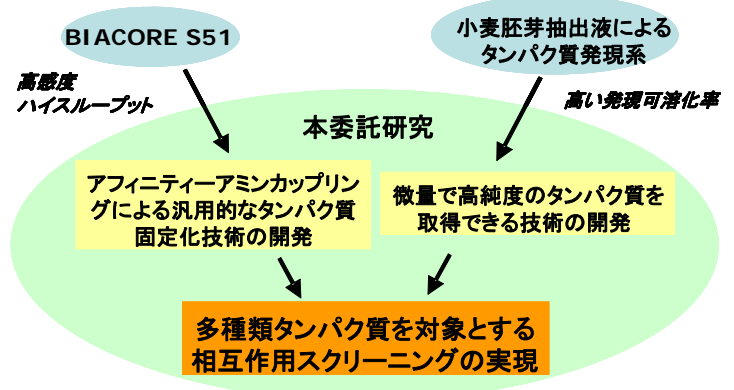 BIACORE S51
小麦胚芽抽出液による
タンパク質発現系
高感度
ハイスループット
高い発現可溶化率
本委託研究
アフィニティーアミンカップリン
グによる汎用的なタンパク質
固定化技術の開発
微量で高純度のタンパク質を
取得できる技術の開発
多種類タンパク質を対象とする
相互作用スクリーニングの実現